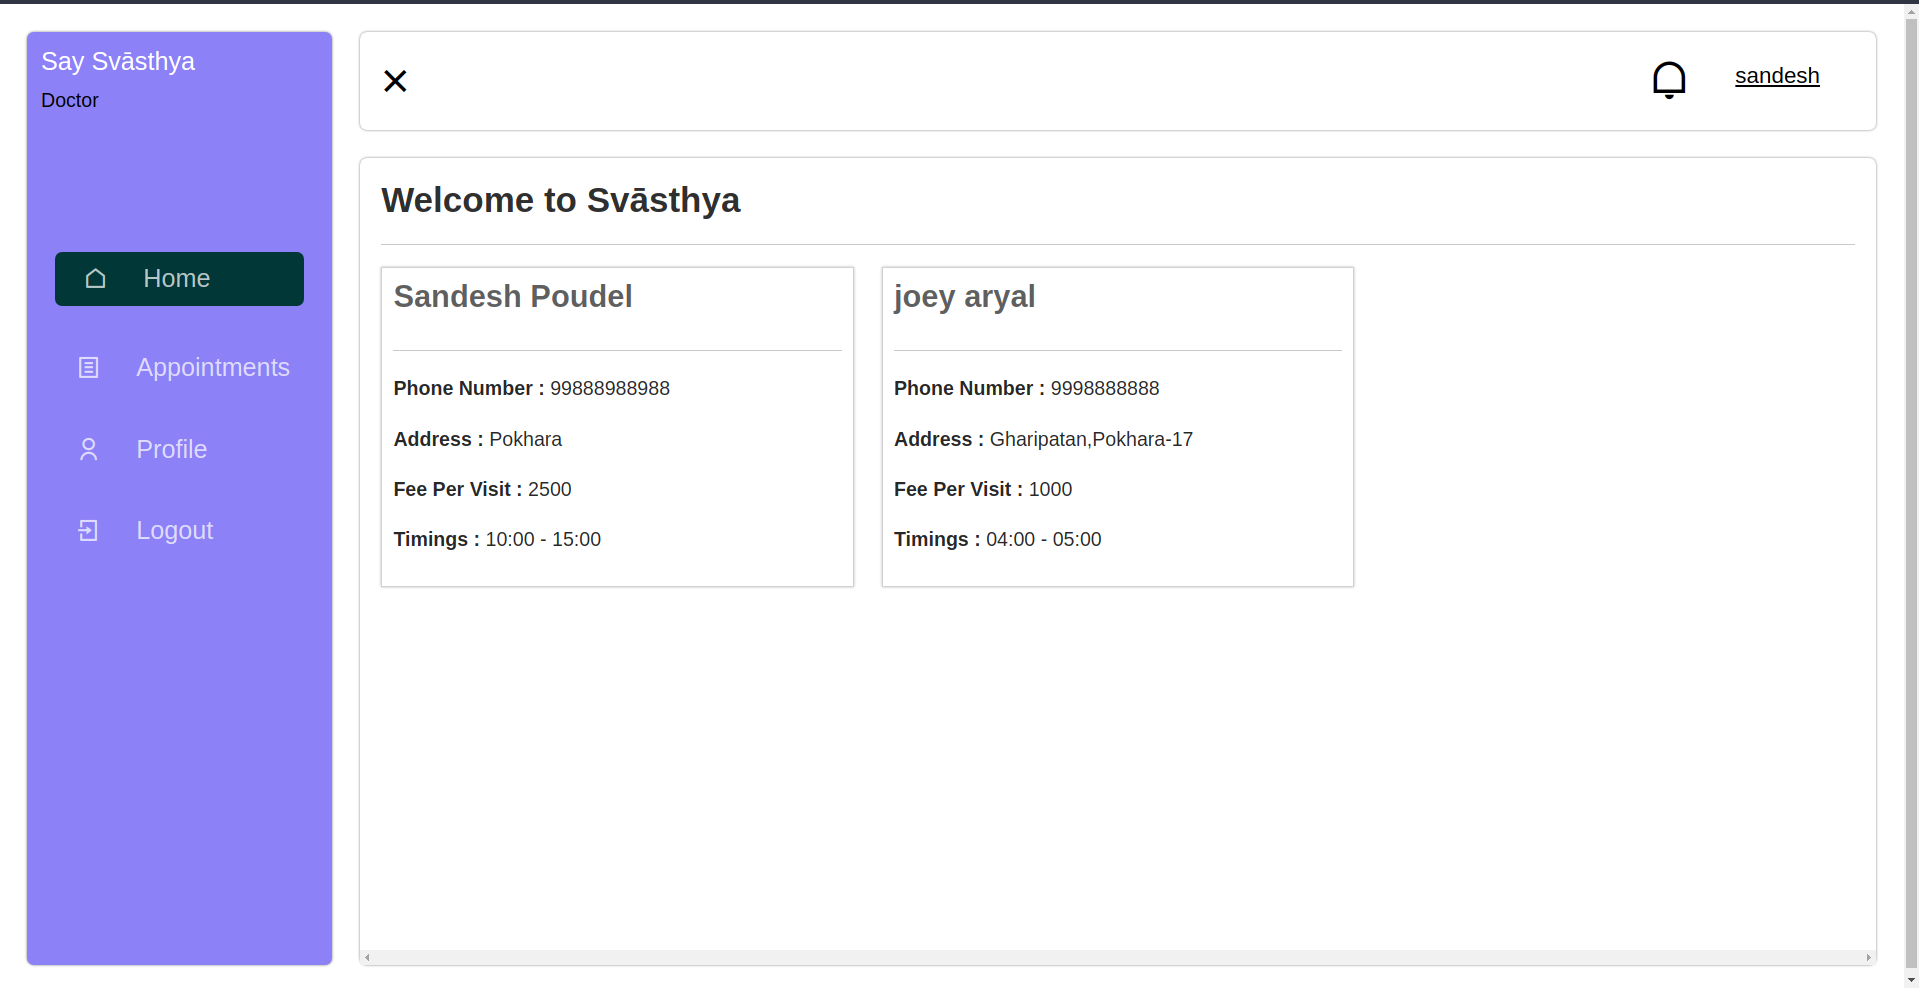 Say Svāsthya
Doctor
Home
Appointments
Profile
Logout
sandesh
Welcome to Svāsthya
Sandesh Poudel
Phone Number : 99888988988
Address : Pokhara
Fee Per Visit : 2500
Timings : 10:00 - 15:00
joey aryal
Phone Number : 9998888888
Address : Gharipatan,Pokhara-17
Fee Per Visit : 1000
Timings : 04:00 - 05:00